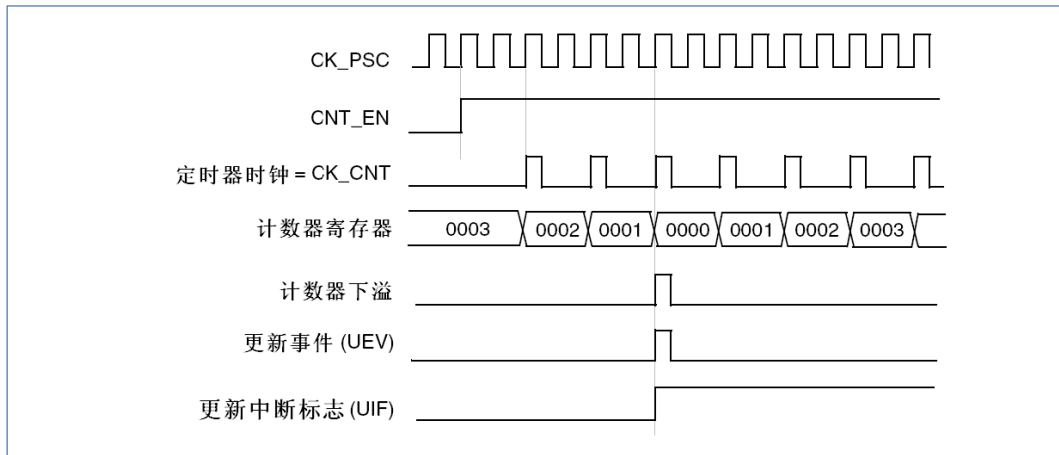 CK_PSC
CNT_EN
定时器时钟 = CK_CNT
计数器寄存器 0003 0002 0001 0000 0001 0002 0003
计数器下溢
更新事件 (UEV)
更新中断标志 (UIF)